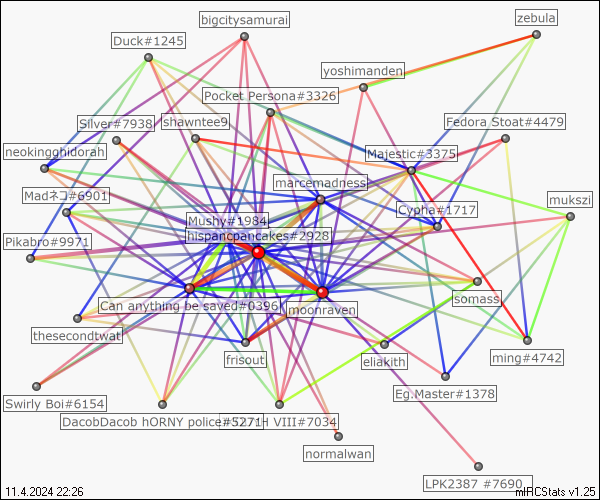 bigcitysamurai
zebula
Duck#1245
yoshimanden
Pocket Persona#3326
Silver#7938
shawntee9
Fedora Stoat#4479
neokingghidorah
Majestic#3375
marcemadness
Madネコ#6901
mukszi
Cypha#1717
Mushy#1984
hispancpancakes#2928
Pikabro#9971
somass
Can anything be saved#6396
moonraven
thesecondtwat
frisout
eliakith
ming#4742
Eg.Master#1378
Swirly Boi#6154
DacobDacob hORNY police#5271
H VIII#7034
normalwan
LPK2387 #7690
11.4.2024 22:26
mIRCStats v1.25